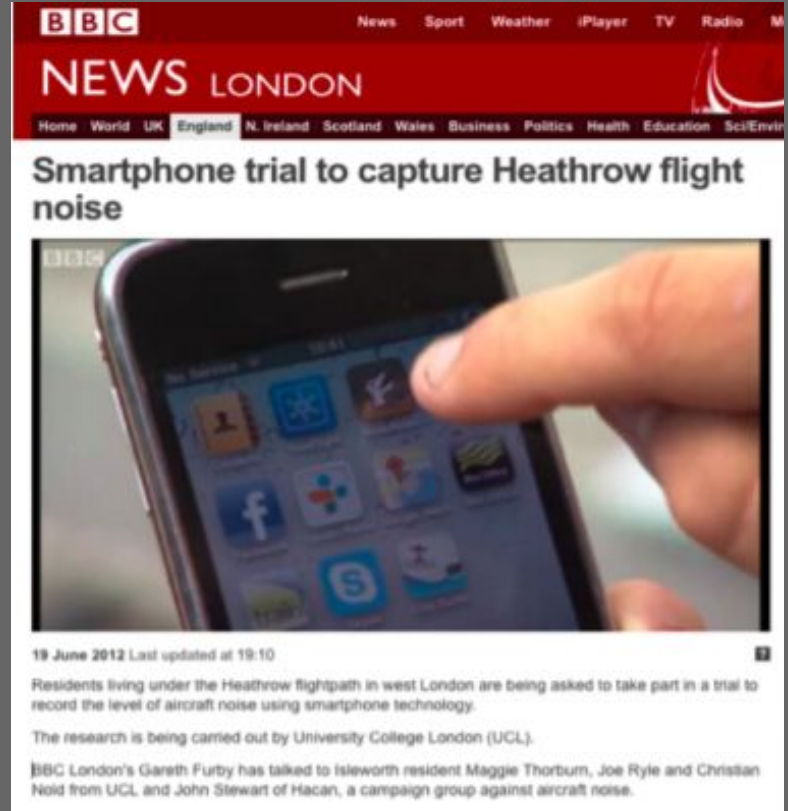 BBC
News Sport Weather iPlayer TV Radio M
NEWS LONDON
Home World UK England N. Ireland Scotland Wales Business Politics Health Education Sci/Envir
Smartphone trial to capture Heathrow flight
noise
BBC
No Service
19 June 2012 Last updated at 19:10
?
Residents living under the Heathrow flightpath in west London are being asked to take part in a trial to
record the level of aircraft noise using smartphone technology.
The research is being carried out by University College London (UCL).
BBC London's Gareth Furby has talked to Isleworth resident Maggie Thorburn, Joe Ryle and Christian
Nold from UCL and John Stewart of Hacan, a campaign group against aircraft noise.